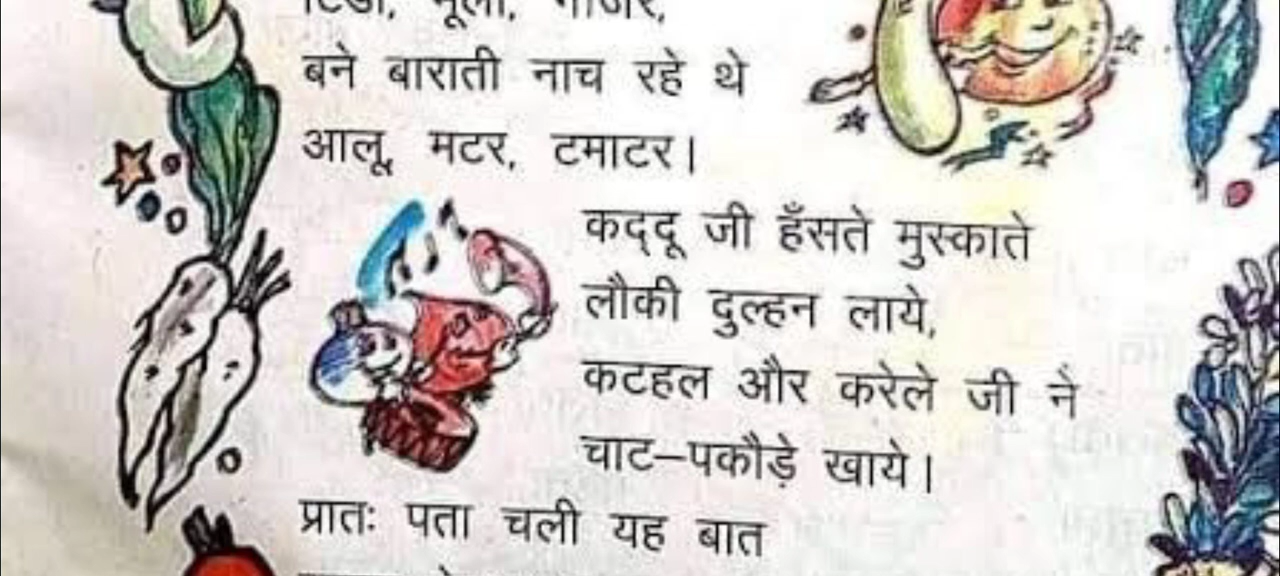 बने बाराती नाच रहे थे
आलू, मटर, टमाटर।
कद्दू जी हँसते मुस्काते
लौकी दुल्हन लाये,
कटहल और करेले जी ने
चाट–पकौड़े खाये।
प्रातः पता चली यह बात